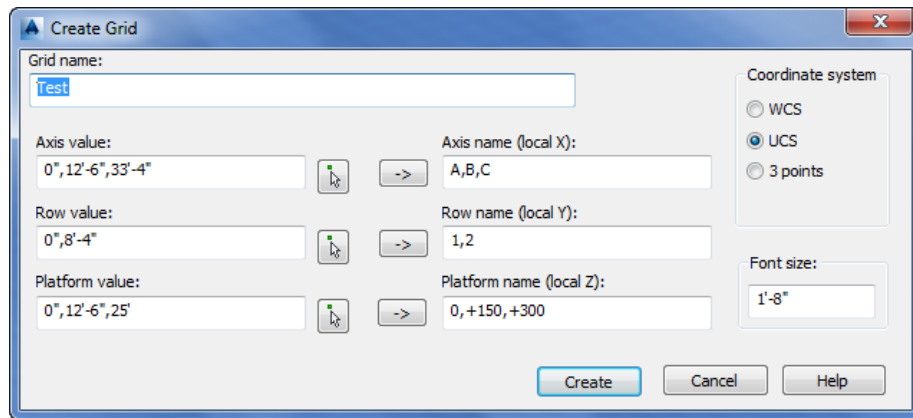 Create Grid
Grid name:
Test
Coordinate system
WCS
UCS
3 points
Axis value:
Axis name (local X):
0",12'-6",33'-4"
->
A,B,C
Row value:
Row name (local Y):
0",8'-4"
->
1,2
Platform value:
Platform name (local Z):
0",12'-6",25'
->
0,+150,+300
Font size:
1'-8"
Create
Cancel
Help